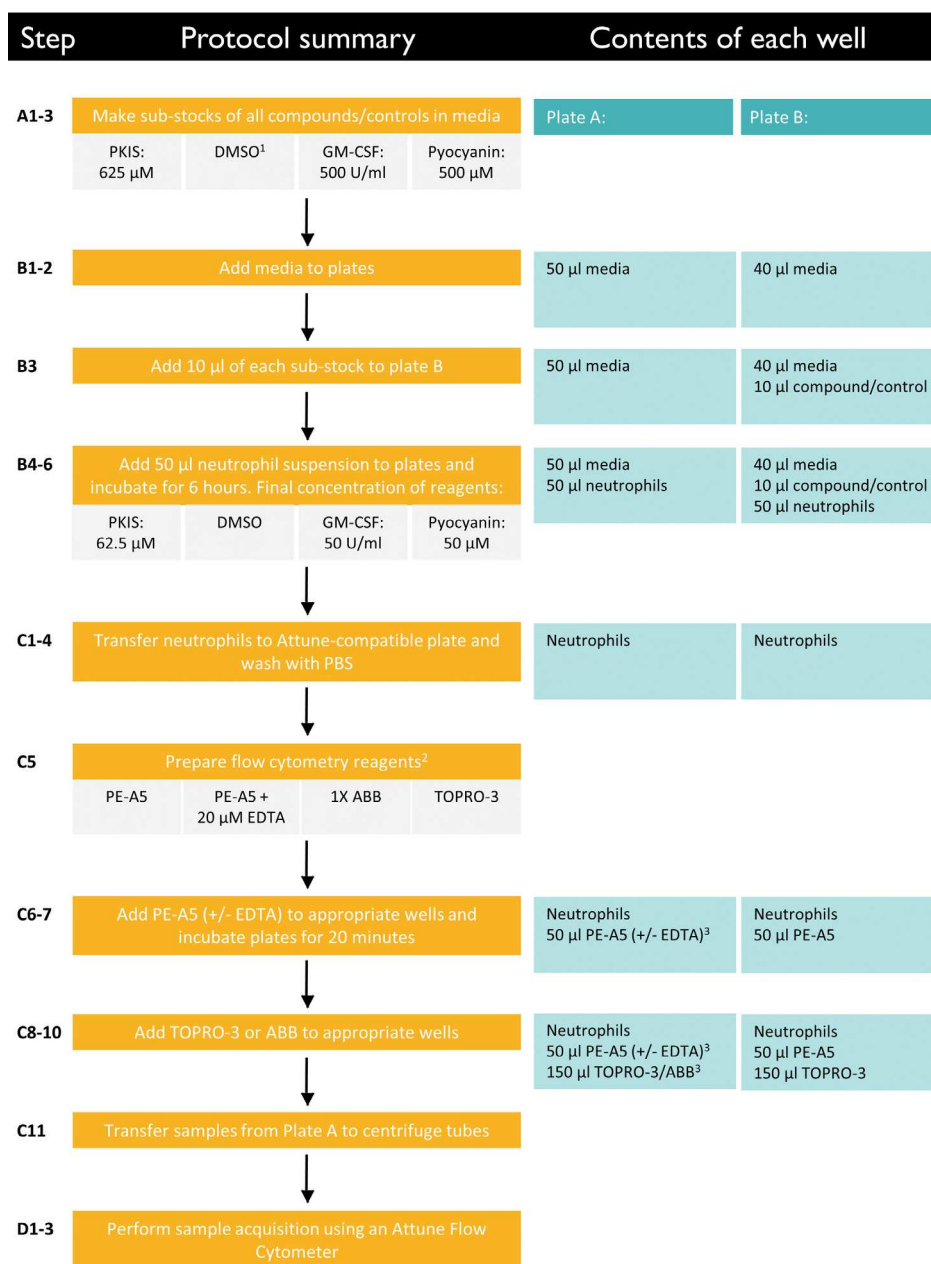 Step Protocol summary Contents of each well
A1-3 Make sub-stocks of all compounds/controls in media Plate A: Plate B:
PKIS: DMSO¹ GM-CSF: Pyocyanin:
625 µM 500 U/ml 500 µM
B1-2 Add media to plates 50 µl media 40 µl media
B3 Add 10 µl of each sub-stock to plate B 50 µl media 40 µl media
10 µl compound/control
B4-6 Add 50 µl neutrophil suspension to plates and 50 µl media 40 µl media
incubate for 6 hours. Final concentration of reagents: 50 µl neutrophils 10 µl compound/control
50 µl neutrophils
PKIS: DMSO GM-CSF: Pyocyanin:
62.5 µM 50 U/ml 50 µM
C1-4 Transfer neutrophils to Attune-compatible plate and Neutrophils Neutrophils
wash with PBS
C5 Prepare flow cytometry reagents²
PE-A5 PE-A5 + 1X ABB TOPRO-3
20 µM EDTA
C6-7 Add PE-A5 (+/- EDTA) to appropriate wells and Neutrophils Neutrophils
incubate plates for 20 minutes 50 µl PE-A5 (+/- EDTA)³ 50 µl PE-A5
C8-10 Add TOPRO-3 or ABB to appropriate wells Neutrophils Neutrophils
50 µl PE-A5 (+/- EDTA)³ 50 µl PE-A5
150 µl TOPRO-3/ABB³ 150 µl TOPRO-3
C11 Transfer samples from Plate A to centrifuge tubes
D1-3 Perform sample acquisition using an Attune Flow
Cytometer